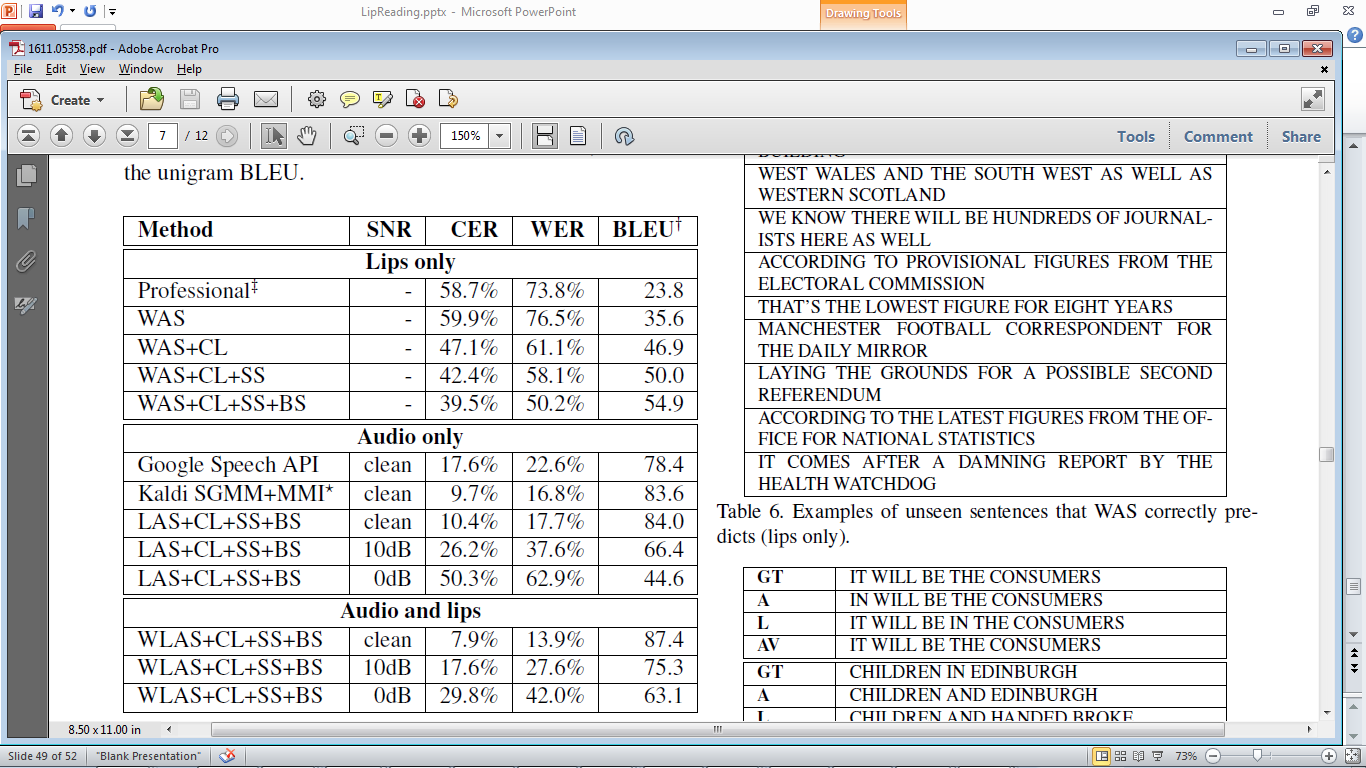 LipReading.pptx - Microsoft PowerPoint
Drawing Tools
1611.05358.pdf - Adobe Acrobat Pro
File Edit View Window Help
Create
7 / 12 150% Tools Comment Share
the unigram BLEU.
Method SNR CER WER BLEU†
Lips only
Professional‡ - 58.7% 73.8% 23.8
WAS - 59.9% 76.5% 35.6
WAS+CL - 47.1% 61.1% 46.9
WAS+CL+SS - 42.4% 58.1% 50.0
WAS+CL+SS+BS - 39.5% 50.2% 54.9
Audio only
Google Speech API clean 17.6% 22.6% 78.4
Kaldi SGMM+MMI* clean 9.7% 16.8% 83.6
LAS+CL+SS+BS clean 10.4% 17.7% 84.0
LAS+CL+SS+BS 10dB 26.2% 37.6% 66.4
LAS+CL+SS+BS 0dB 50.3% 62.9% 44.6
Audio and lips
WLAS+CL+SS+BS clean 7.9% 13.9% 87.4
WLAS+CL+SS+BS 10dB 17.6% 27.6% 75.3
WLAS+CL+SS+BS 0dB 29.8% 42.0% 63.1
BUILDING
WEST WALES AND THE SOUTH WEST AS WELL AS
WESTERN SCOTLAND
WE KNOW THERE WILL BE HUNDREDS OF JOURNAL-
ISTS HERE AS WELL
ACCORDING TO PROVISIONAL FIGURES FROM THE
ELECTORAL COMMISSION
THAT'S THE LOWEST FIGURE FOR EIGHT YEARS
MANCHESTER FOOTBALL CORRESPONDENT FOR
THE DAILY MIRROR
LAYING THE GROUNDS FOR A POSSIBLE SECOND
REFERENDUM
ACCORDING TO THE LATEST FIGURES FROM THE OF-
FICE FOR NATIONAL STATISTICS
IT COMES AFTER A DAMNING REPORT BY THE
HEALTH WATCHDOG
Table 6. Examples of unseen sentences that WAS correctly pre-
dicts (lips only).
GT IT WILL BE THE CONSUMERS
A IN WILL BE THE CONSUMERS
L IT WILL BE IN THE CONSUMERS
AV IT WILL BE THE CONSUMERS
GT CHILDREN IN EDINBURGH
A CHILDREN AND EDINBURGH
L CHILDREN AND HANDED BROKE
8.50 x 11.00 in
Slide 49 of 52 "Blank Presentation" 73%